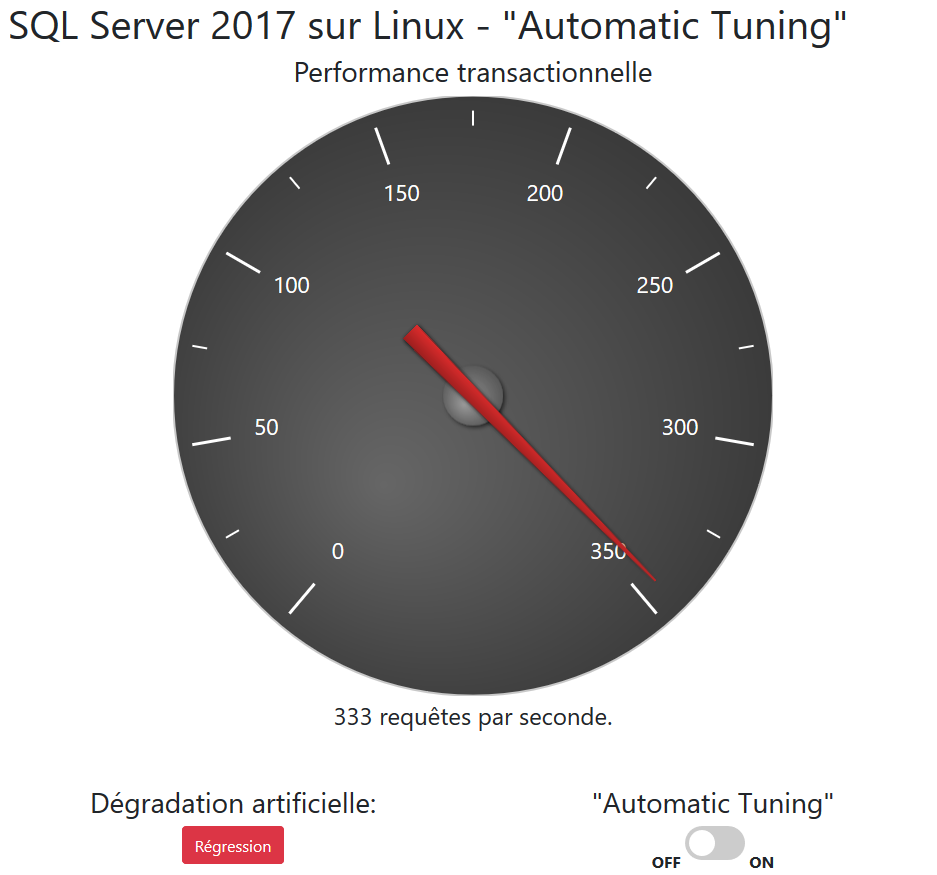 SQL Server 2017 sur Linux - "Automatic Tuning"
Performance transactionnelle
150
200
100
250
50
300
0
350
333 requêtes par seconde.
Dégradation artificielle:
"Automatic Tuning"
Régression
OFF
ON